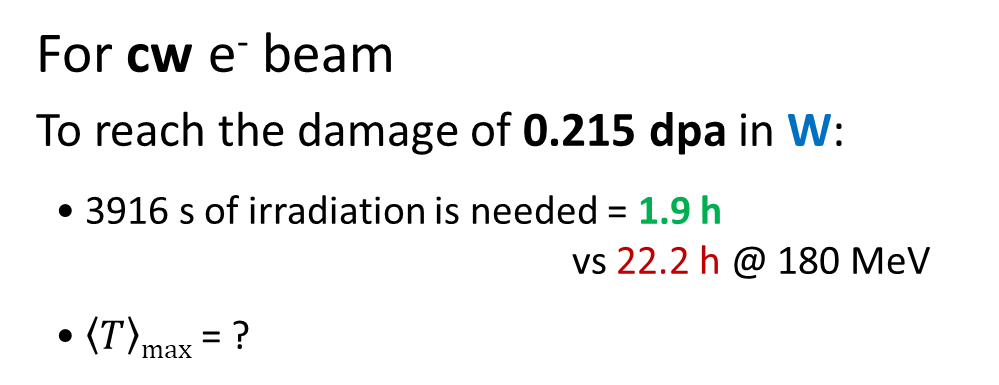 For cw e⁻ beam
To reach the damage of 0.215 dpa in W:
• 3916 s of irradiation is needed = 1.9 h
vs 22.2 h @ 180 MeV
• ⟨T⟩max = ?